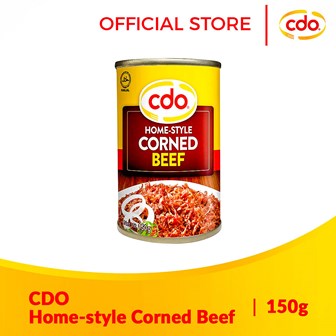 OFFICIAL STORE
cdo
cdo
HOME-STYLE
CORNED
BEEF
CDO
Home-style Corned Beef
150g